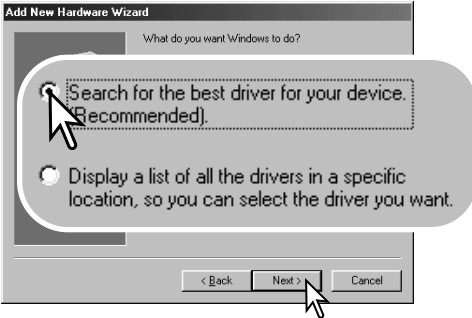 Add New Hardware Wizard
What do you want Windows to do?
Search for the best driver for your device.
(Recommended).
Display a list of all the drivers in a specific
location, so you can select the driver you want.
< Back Next > Cancel